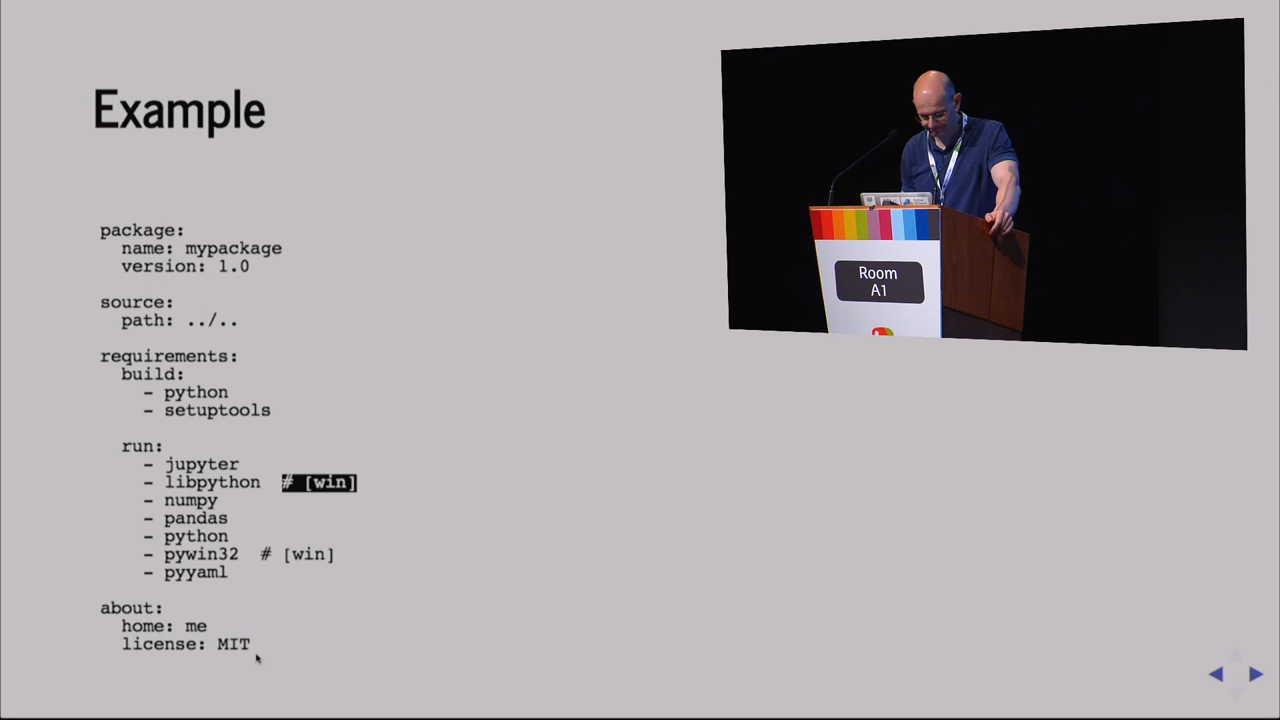 Example
package:
name: mypackage
version: 1.0
source:
path: ../..
requirements:
build:
- python
- setuptools
run:
- jupyter
- libpython # [win]
- numpy
- pandas
- python
- pywin32 # [win]
- pyyaml
about:
home: me
license: MIT
Room
A1